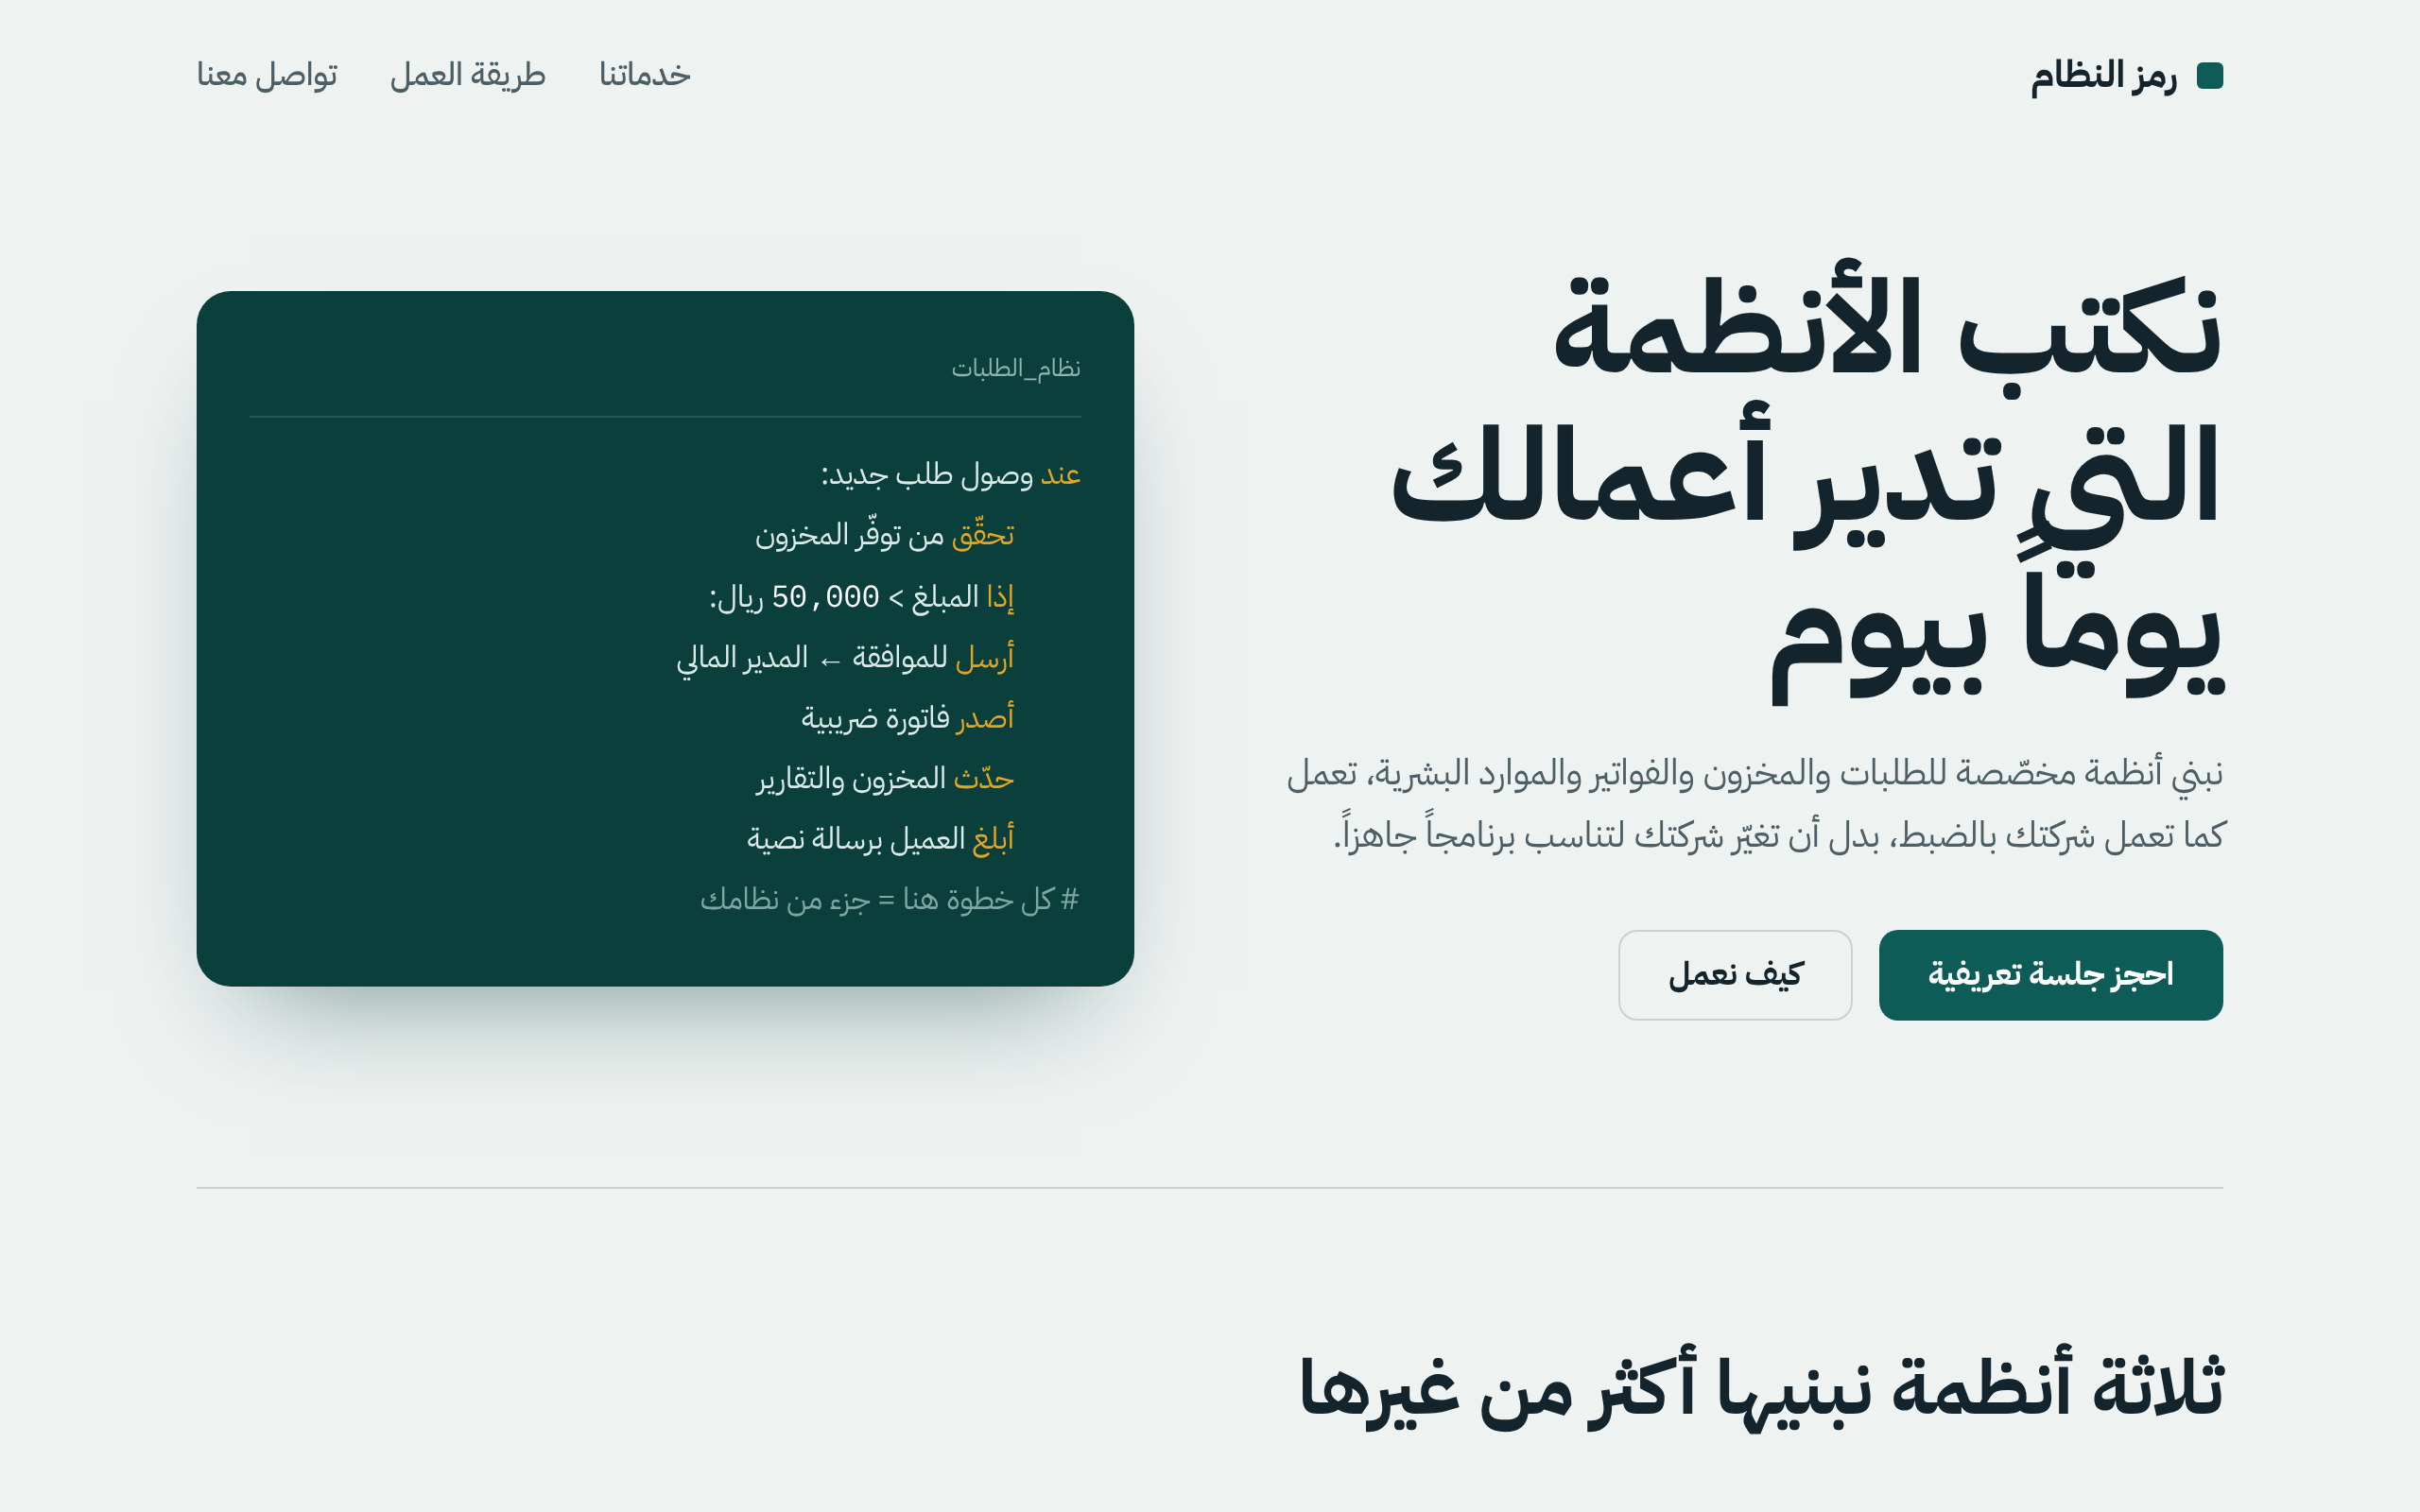 رمز النظام
خدماتنا
طريقة العمل
تواصل معنا
نكتب الأنظمة
التي تدير أعمالك
يوماً بيوم
نبني أنظمة مخصّصة للطلبات والمخزون والفواتير والموارد البشرية، تعمل
كما تعمل شركتك بالضبط، بدل أن تغيّر شركتك لتناسب برنامجاً جاهزاً.
احجز جلسة تعريفية
كيف نعمل
نظام_الطلبات
عند وصول طلب جديد:
تحقّق من توفّر المخزون
إذا المبلغ > 50,000 ريال:
أرسل للموافقة ← المدير المالي
أصدر فاتورة ضريبية
حدّث المخزون والتقارير
أبلغ العميل برسالة نصية
# كل خطوة هنا = جزء من نظامك
ثلاثة أنظمة نبنيها أكثر من غيرها